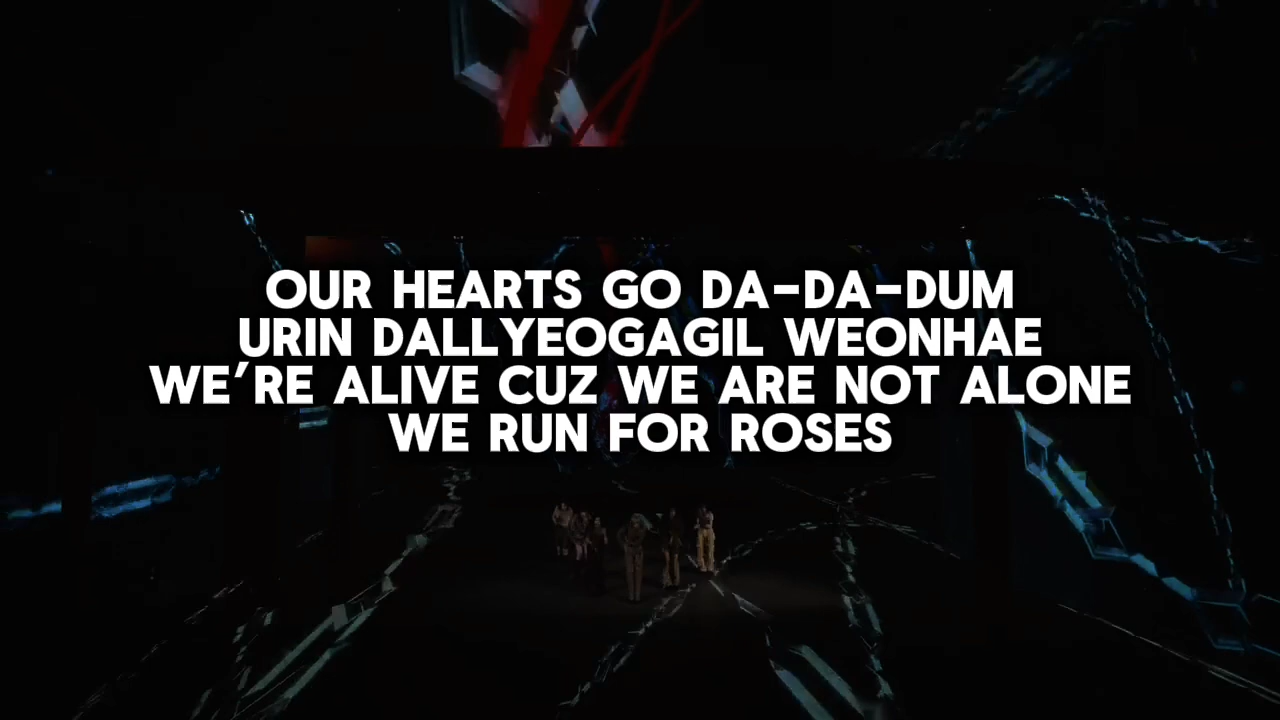 OUR HEARTS GO DA-DA-DUM
URIN DALLYEOGAGIL WEONHAE
WE'RE ALIVE CUZ WE ARE NOT ALONE
WE RUN FOR ROSES